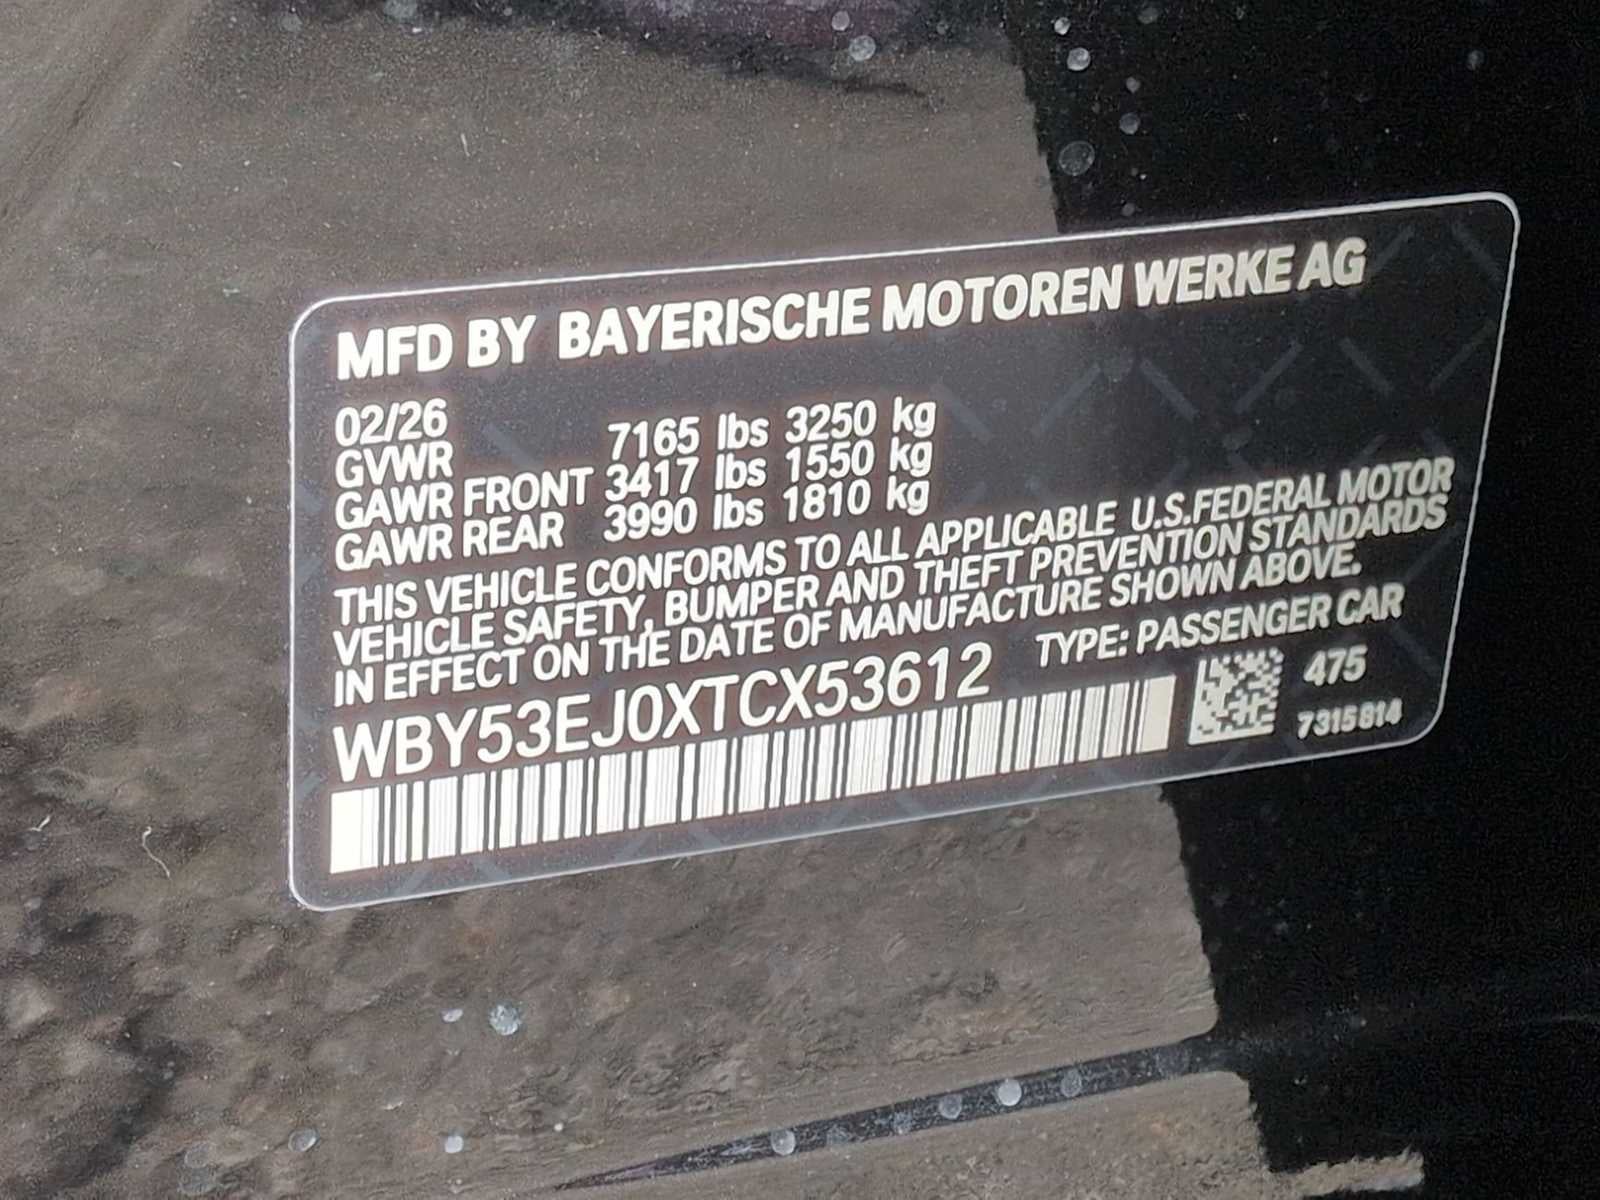 MFD BY BAYERISCHE MOTOREN WERKE AG
02/26
GVWR 7165 lbs 3250 kg
GAWR FRONT 3417 lbs 1550 kg
GAWR REAR 3990 lbs 1810 kg
THIS VEHICLE CONFORMS TO ALL APPLICABLE U.S.FEDERAL MOTOR
VEHICLE SAFETY, BUMPER AND THEFT PREVENTION STANDARDS
IN EFFECT ON THE DATE OF MANUFACTURE SHOWN ABOVE.
WBY53EJ0XTCX53612 TYPE: PASSENGER CAR
475
7315814